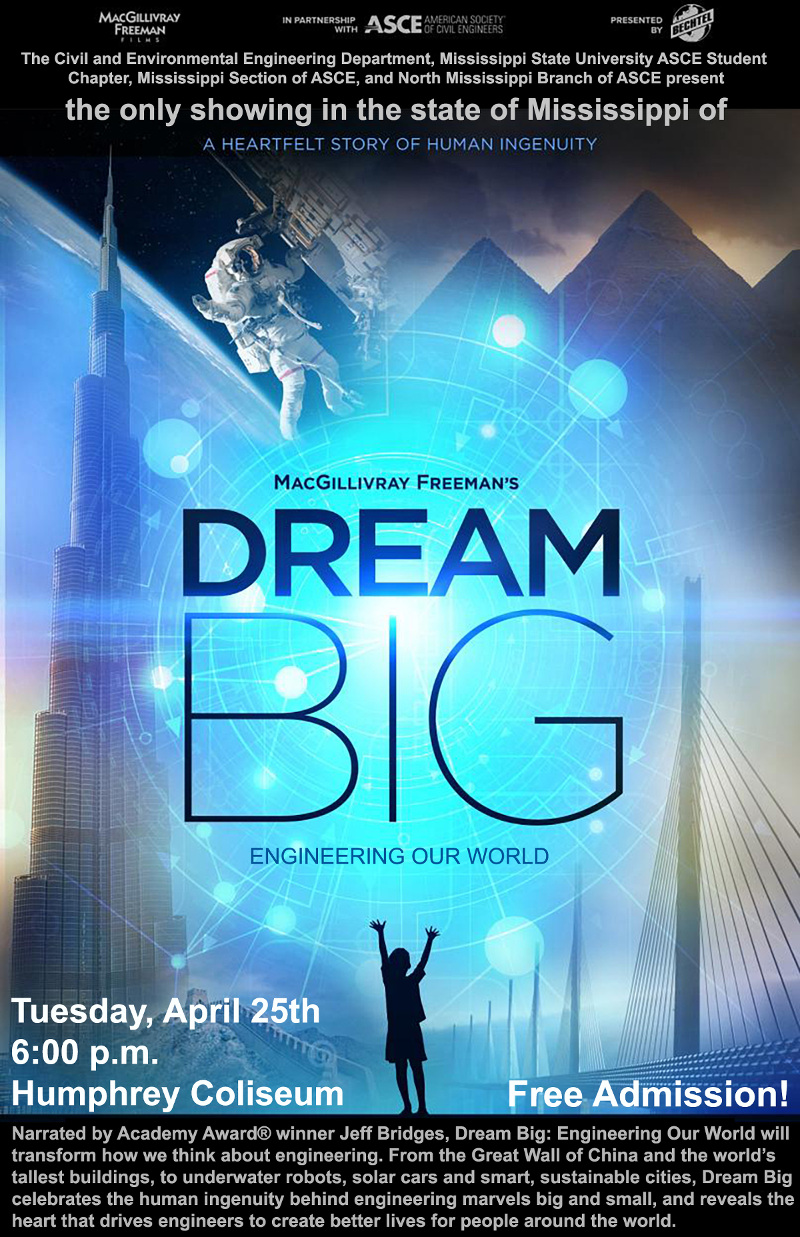 MacGillivray
Freeman
FILMS
IN PARTNERSHIP
WITH
ASCE AMERICAN SOCIETY
OF CIVIL ENGINEERS
PRESENTED
BY
BECHTEL
The Civil and Environmental Engineering Department, Mississippi State University ASCE Student
Chapter, Mississippi Section of ASCE, and North Mississippi Branch of ASCE present
the only showing in the state of Mississippi of
A HEARTFELT STORY OF HUMAN INGENUITY
MacGillivray Freeman's
DREAM
BIG
ENGINEERING OUR WORLD
Tuesday, April 25th
6:00 p.m.
Humphrey Coliseum
Free Admission!
Narrated by Academy Award® winner Jeff Bridges, Dream Big: Engineering Our World will
transform how we think about engineering. From the Great Wall of China and the world's
tallest buildings, to underwater robots, solar cars and smart, sustainable cities, Dream Big
celebrates the human ingenuity behind engineering marvels big and small, and reveals the
heart that drives engineers to create better lives for people around the world.